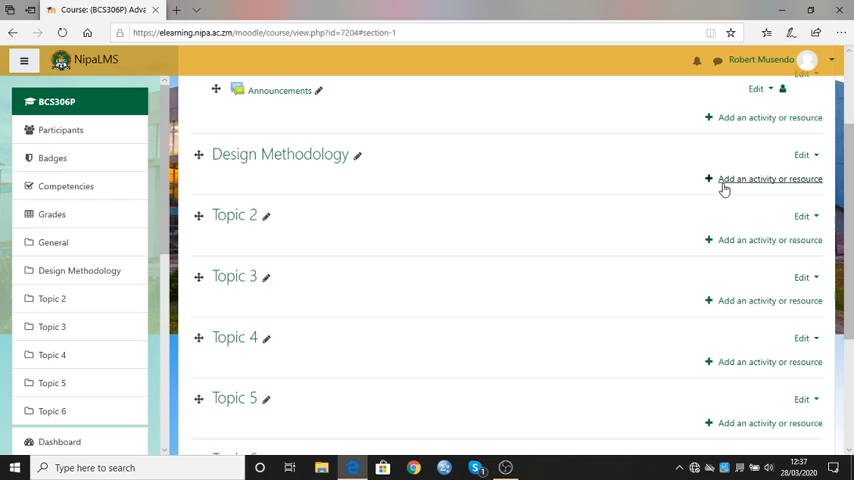 Course: (BCS306P) Adva
https://elearning.nipa.ac.zm/moodle/course/view.php?id=7204#section-1
NipaLMS
Robert Musendo
BCS306P
Participants
Badges
Competencies
Grades
General
Design Methodology
Topic 2
Topic 3
Topic 4
Topic 5
Topic 6
Dashboard
Edit
Announcements
Edit
Add an activity or resource
Design Methodology
Edit
Add an activity or resource
Topic 2
Edit
Add an activity or resource
Topic 3
Edit
Add an activity or resource
Topic 4
Edit
Add an activity or resource
Topic 5
Edit
Add an activity or resource
Type here to search
12:37
28/03/2020